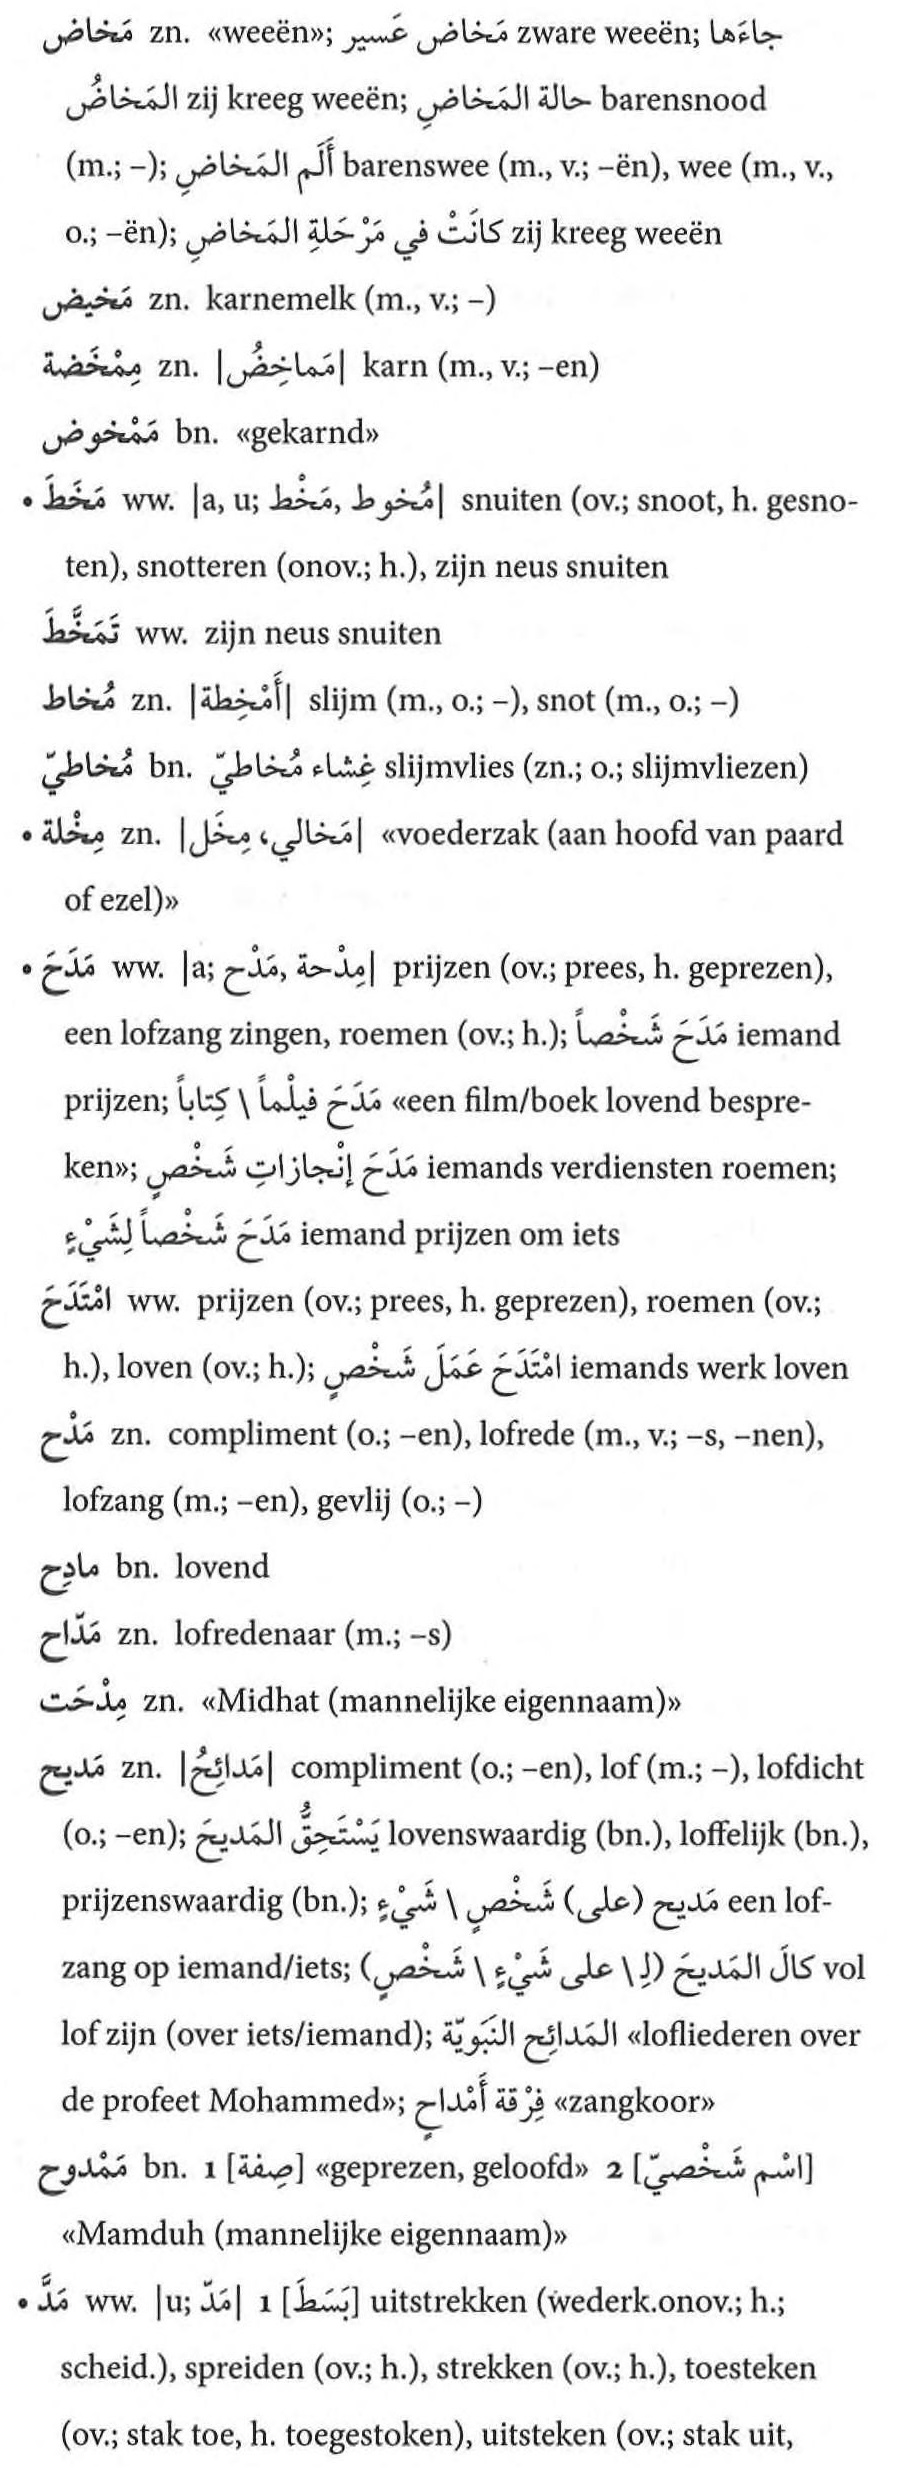 مَخاض zn. «weeën»; مَخاض عَسير zware weeën; جاءَها
المَخاضُ zij kreeg weeën; حالة المَخاضِ barensnood
(m.; –); أَلَم المَخاضِ barenswee (m., v.; –ën), wee (m., v.,
o.; –ën); كانَتْ في مَرْحَلةِ المَخاضِ zij kreeg weeën
مَخيض zn. karnemelk (m., v.; –)
مِمْخَضة zn. |مَماخِضُ| karn (m., v.; –en)
مَمْخوض bn. «gekarnd»
• مَخَطَ ww. |a, u; مَخْط, مُخوط| snuiten (ov.; snoot, h. gesno-
ten), snotteren (onov.; h.), zijn neus snuiten
تَمَخَّطَ ww. zijn neus snuiten
مُخاط zn. |أَمْخِطة| slijm (m., o.; –), snot (m., o.; –)
مُخاطيّ bn. غِشاء مُخاطيّ slijmvlies (zn.; o.; slijmvliezen)
• مِخْلة zn. |مَخالي، مِخَل| «voederzak (aan hoofd van paard
of ezel)»
• مَدَحَ ww. |a; مَدْح, مِدْحة| prijzen (ov.; prees, h. geprezen),
een lofzang zingen, roemen (ov.; h.); مَدَحَ شَخْصاً iemand
prijzen; مَدَحَ فيلْماً \ كِتاباً «een film/boek lovend bespre-
ken»; مَدَحَ إنْجازاتِ شَخْصٍ iemands verdiensten roemen;
مَدَحَ شَخْصاً لِشَيْءٍ iemand prijzen om iets
امْتَدَحَ ww. prijzen (ov.; prees, h. geprezen), roemen (ov.;
h.), loven (ov.; h.); امْتَدَحَ عَمَلَ شَخْصٍ iemands werk loven
مَدْح zn. compliment (o.; –en), lofrede (m., v.; –s, –nen),
lofzang (m.; –en), gevlij (o.; –)
مادِح bn. lovend
مَدّاح zn. lofredenaar (m.; –s)
مِدْحَت zn. «Midhat (mannelijke eigennaam)»
مَديح zn. |مَدائِحُ| compliment (o.; –en), lof (m.; –), lofdicht
(o.; –en); يَسْتَحِقُّ المَديحَ lovenswaardig (bn.), loffelijk (bn.),
prijzenswaardig (bn.); مَديح (على) شَخْصٍ \ شَيْءٍ een lof-
zang op iemand/iets; كالَ المَديحَ (لِـ \ على شَيْءٍ \ شَخْصٍ) vol
lof zijn (over iets/iemand); المَدائِح النَبَويّة «lofliederen over
de profeet Mohammed»; فِرْقة أَمْداحٍ «zangkoor»
مَمْدوح bn. 1 [صِفة] «geprezen, geloofd» 2 [اسْم شَخْصيّ]
«Mamduh (mannelijke eigennaam)»
• مَدَّ ww. |u; مَدّ| 1 [بَسَطَ] uitstrekken (wederk.onov.; h.;
scheid.), spreiden (ov.; h.), strekken (ov.; h.), toesteken
(ov.; stak toe, h. toegestoken), uitsteken (ov.; stak uit,